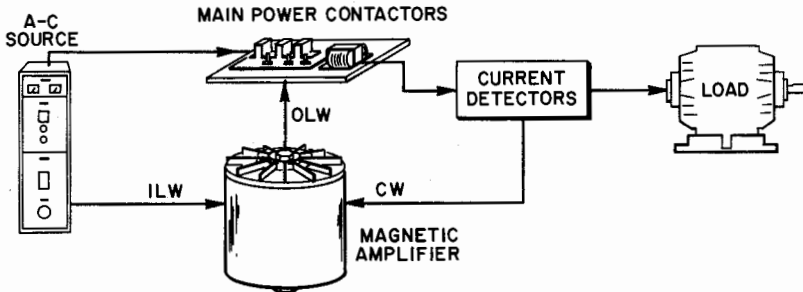 A-C
SOURCE
MAIN POWER CONTACTORS
CURRENT
DETECTORS
LOAD
OLW
ILW
CW
MAGNETIC
AMPLIFIER